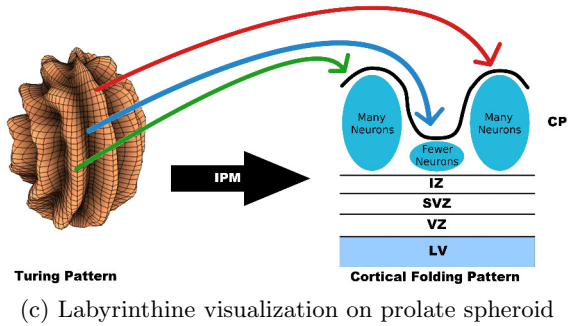 Many
Neurons
Many
Neurons
CP
Fewer
Neurons
IPM
IZ
SVZ
VZ
LV
Turing Pattern
Cortical Folding Pattern
(c) Labyrinthine visualization on prolate spheroid